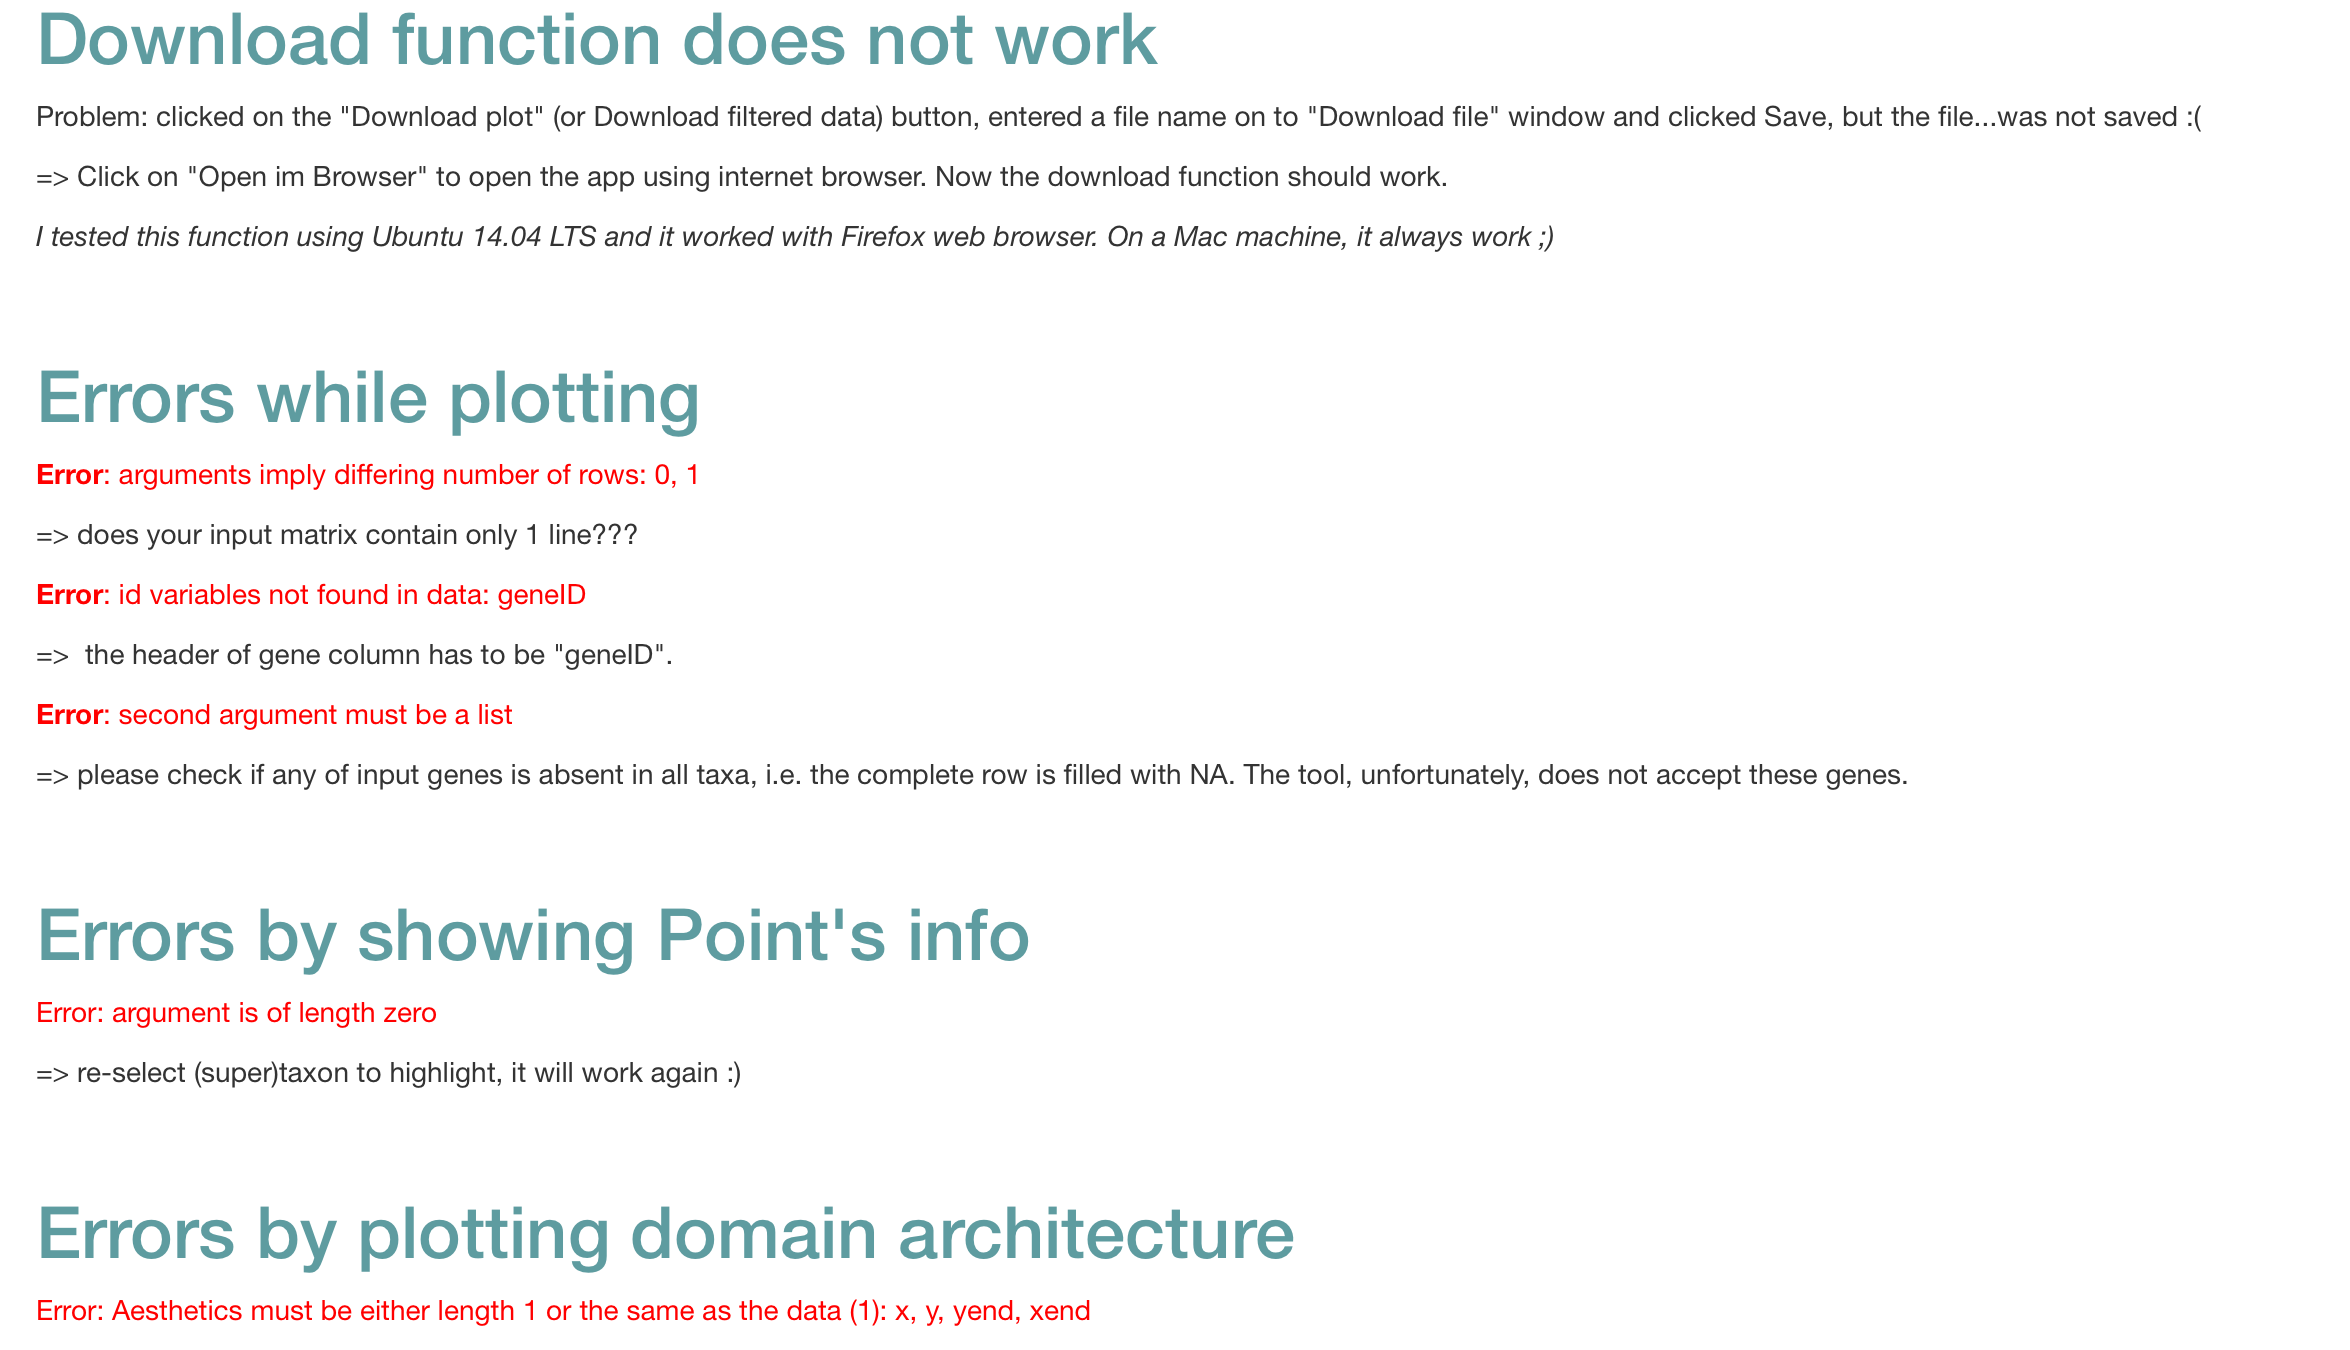 Download function does not work
Problem: clicked on the "Download plot" (or Download filtered data) button, entered a file name on to "Download file" window and clicked Save, but the file...was not saved :(
=> Click on "Open im Browser" to open the app using internet browser. Now the download function should work.
I tested this function using Ubuntu 14.04 LTS and it worked with Firefox web browser. On a Mac machine, it always work ;)
Errors while plotting
Error: arguments imply differing number of rows: 0, 1
=> does your input matrix contain only 1 line???
Error: id variables not found in data: geneID
=>  the header of gene column has to be "geneID".
Error: second argument must be a list
=> please check if any of input genes is absent in all taxa, i.e. the complete row is filled with NA. The tool, unfortunately, does not accept these genes.
Errors by showing Point's info
Error: argument is of length zero
=> re-select (super)taxon to highlight, it will work again :)
Errors by plotting domain architecture
Error: Aesthetics must be either length 1 or the same as the data (1): x, y, yend, xend